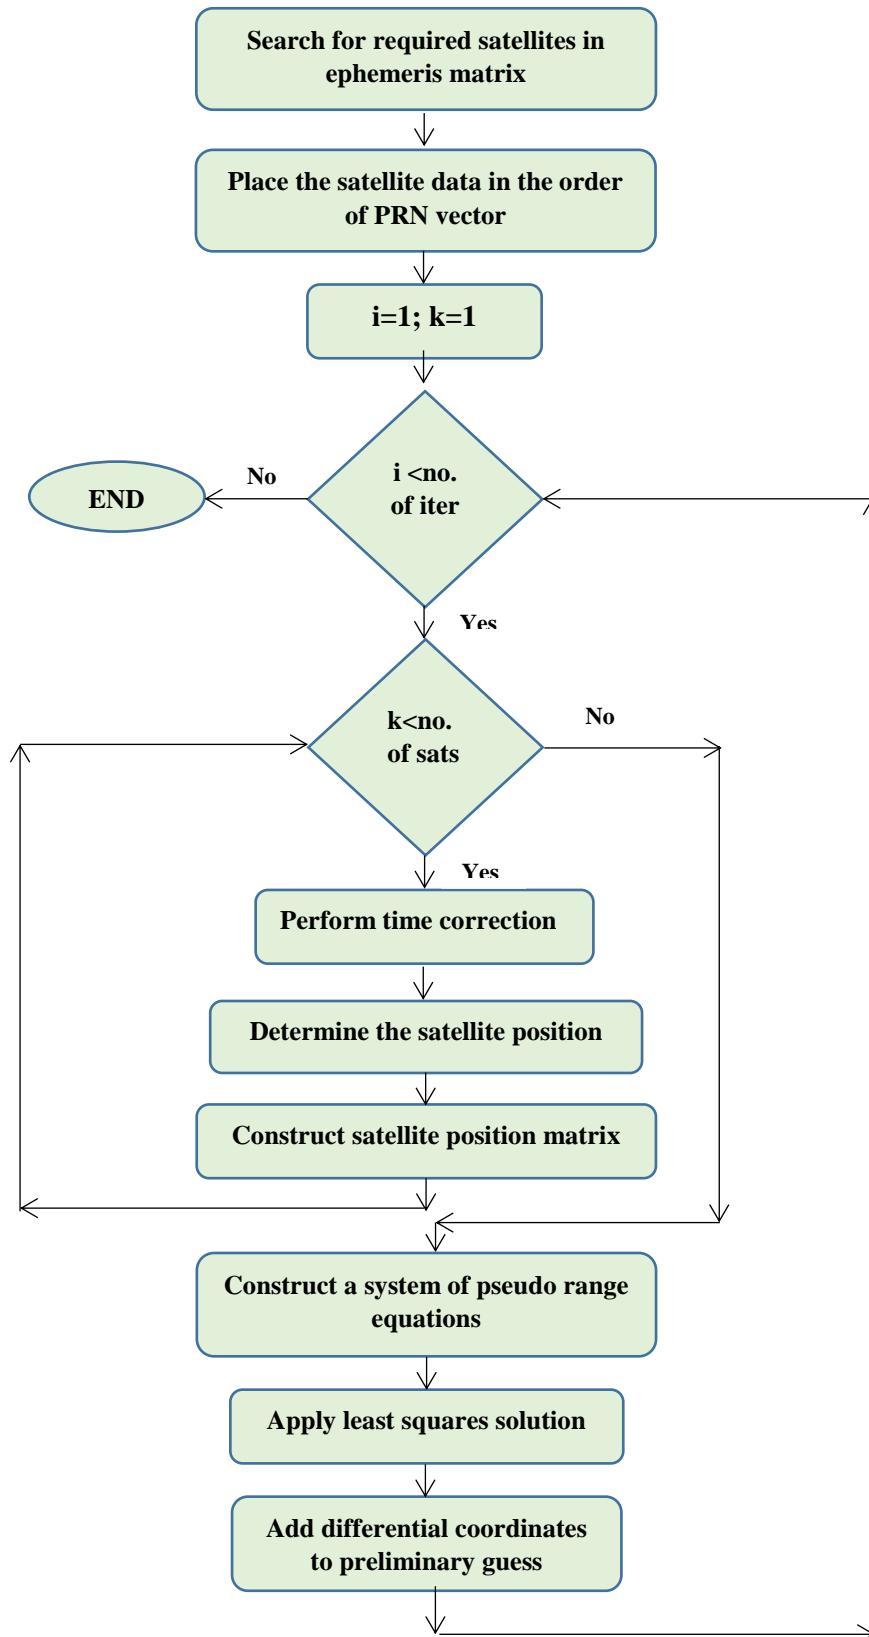 Search for required satellites in
ephemeris matrix
Place the satellite data in the order
of PRN vector
i=1; k=1
i <no.
of iter
No
END
Yes
k<no.
of sats
No
Yes
Perform time correction
Determine the satellite position
Construct satellite position matrix
Construct a system of pseudo range
equations
Apply least squares solution
Add differential coordinates
to preliminary guess